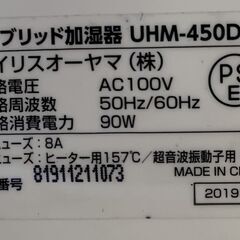 ブリッド加湿器 UHM-450D
イリスオーヤマ(株)
PS
E
格電圧 AC100V
格周波数 50Hz/60Hz
格消費電力 90W
ューズ:8A
ューズ:ヒーター用157℃/超音波振動子用
番号 81911211073
MADE IN C
2019